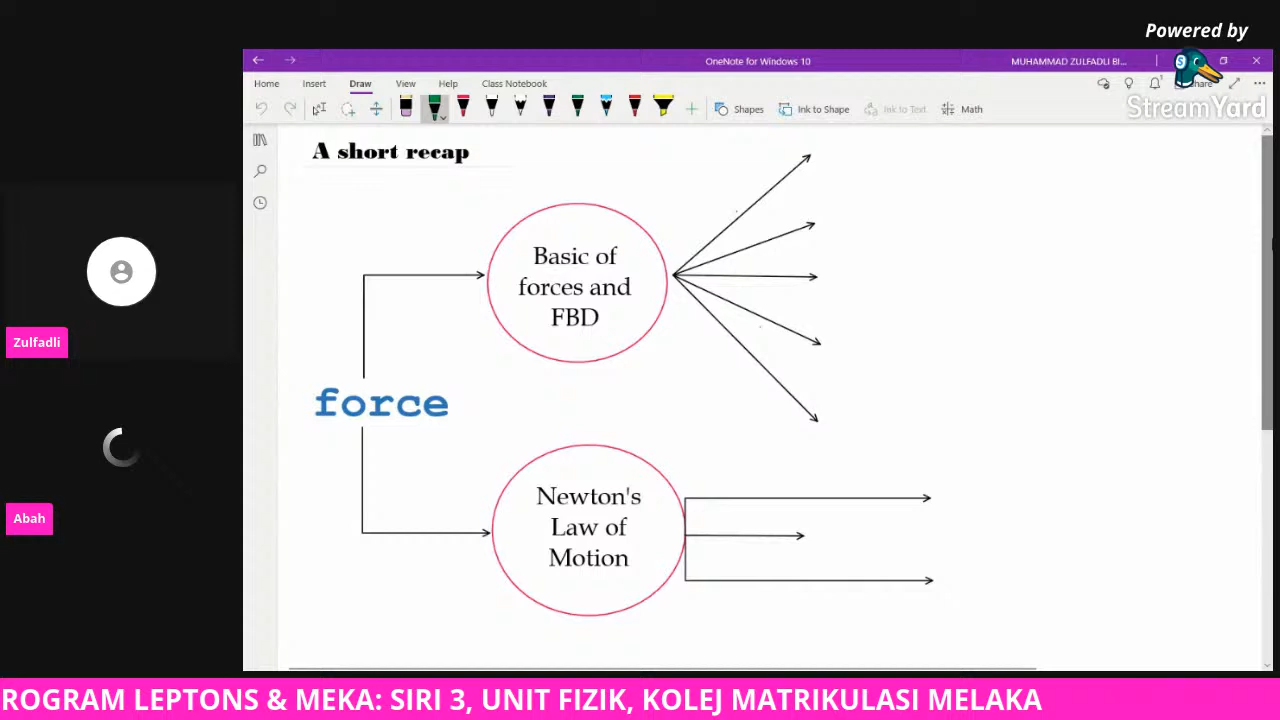 Powered by
StreamYard
OneNote for Windows 10
MUHAMMAD ZULFADLI BI...
Home Insert Draw View Help Class Notebook
Share
Shapes Ink to Shape Ink to Text Math
A short recap
Basic of
forces and
FBD
force
Newton's
Law of
Motion
Zulfadli
Abah
ROGRAM LEPTONS & MEKA: SIRI 3, UNIT FIZIK, KOLEJ MATRIKULASI MELAKA